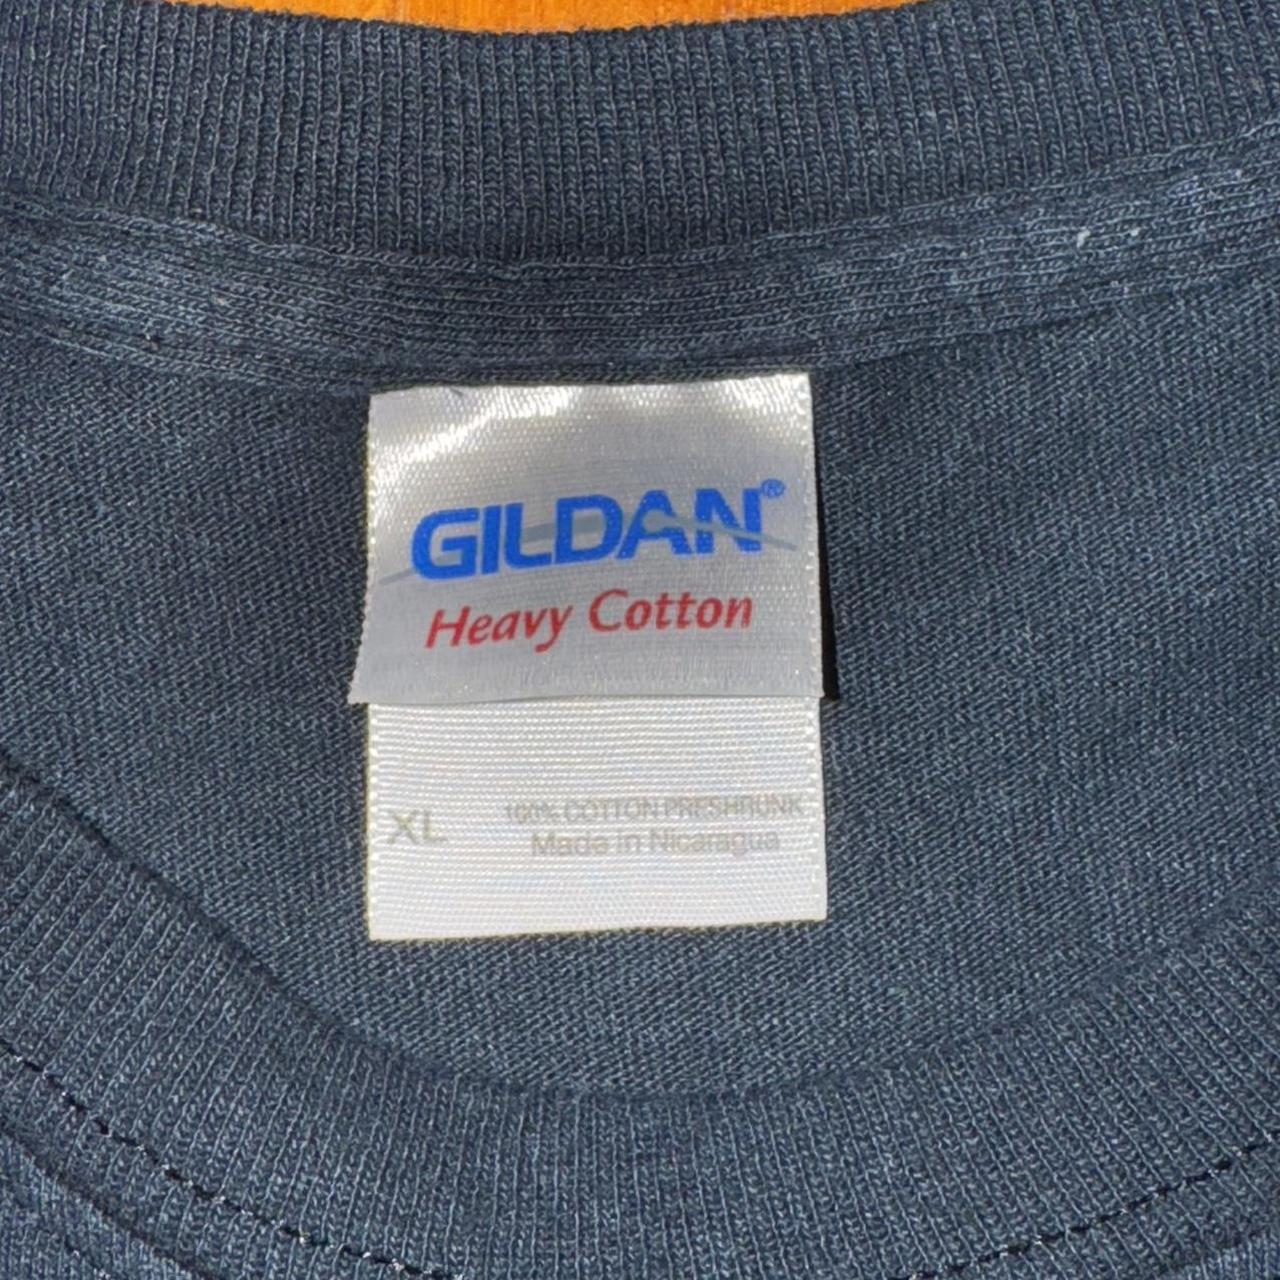 GILDAN®
Heavy Cotton
XL
100% COTTON PRESHRUNK
Made in Nicaragua